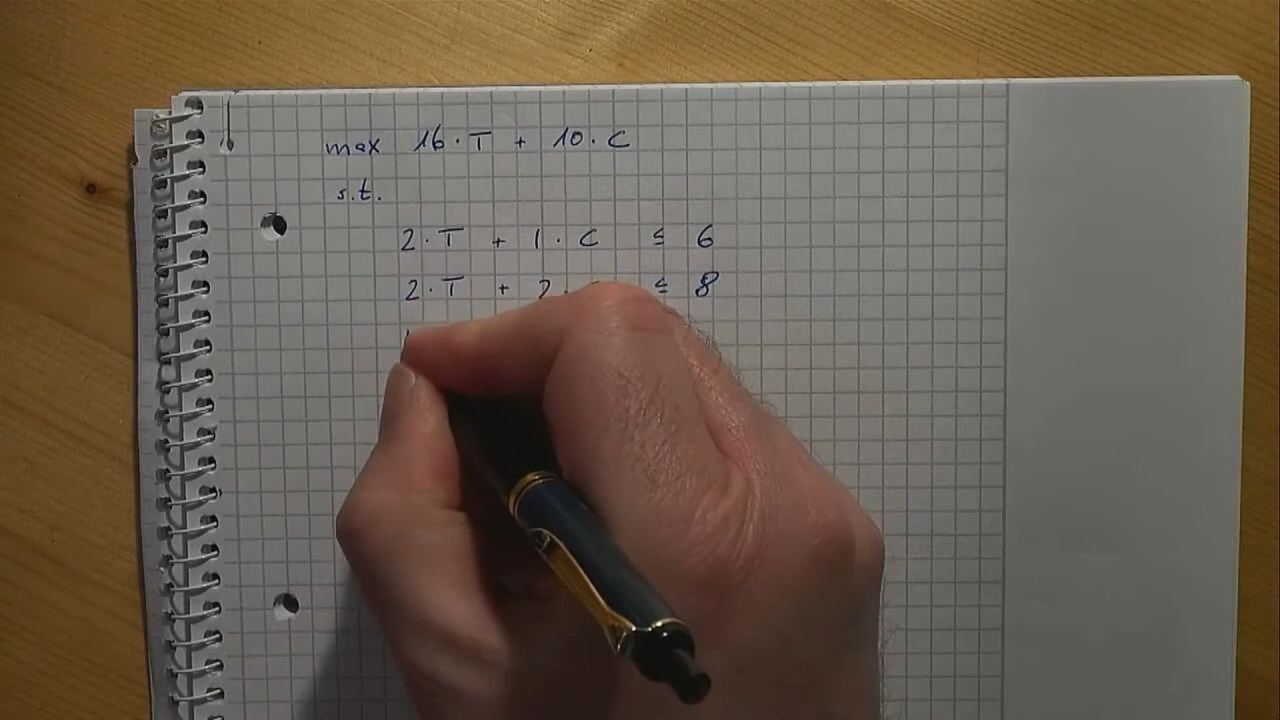 max 16 · T + 10 · C
s.t.
2 · T + 1 · C ≤ 6
2 · T + 2 · ≤ 8